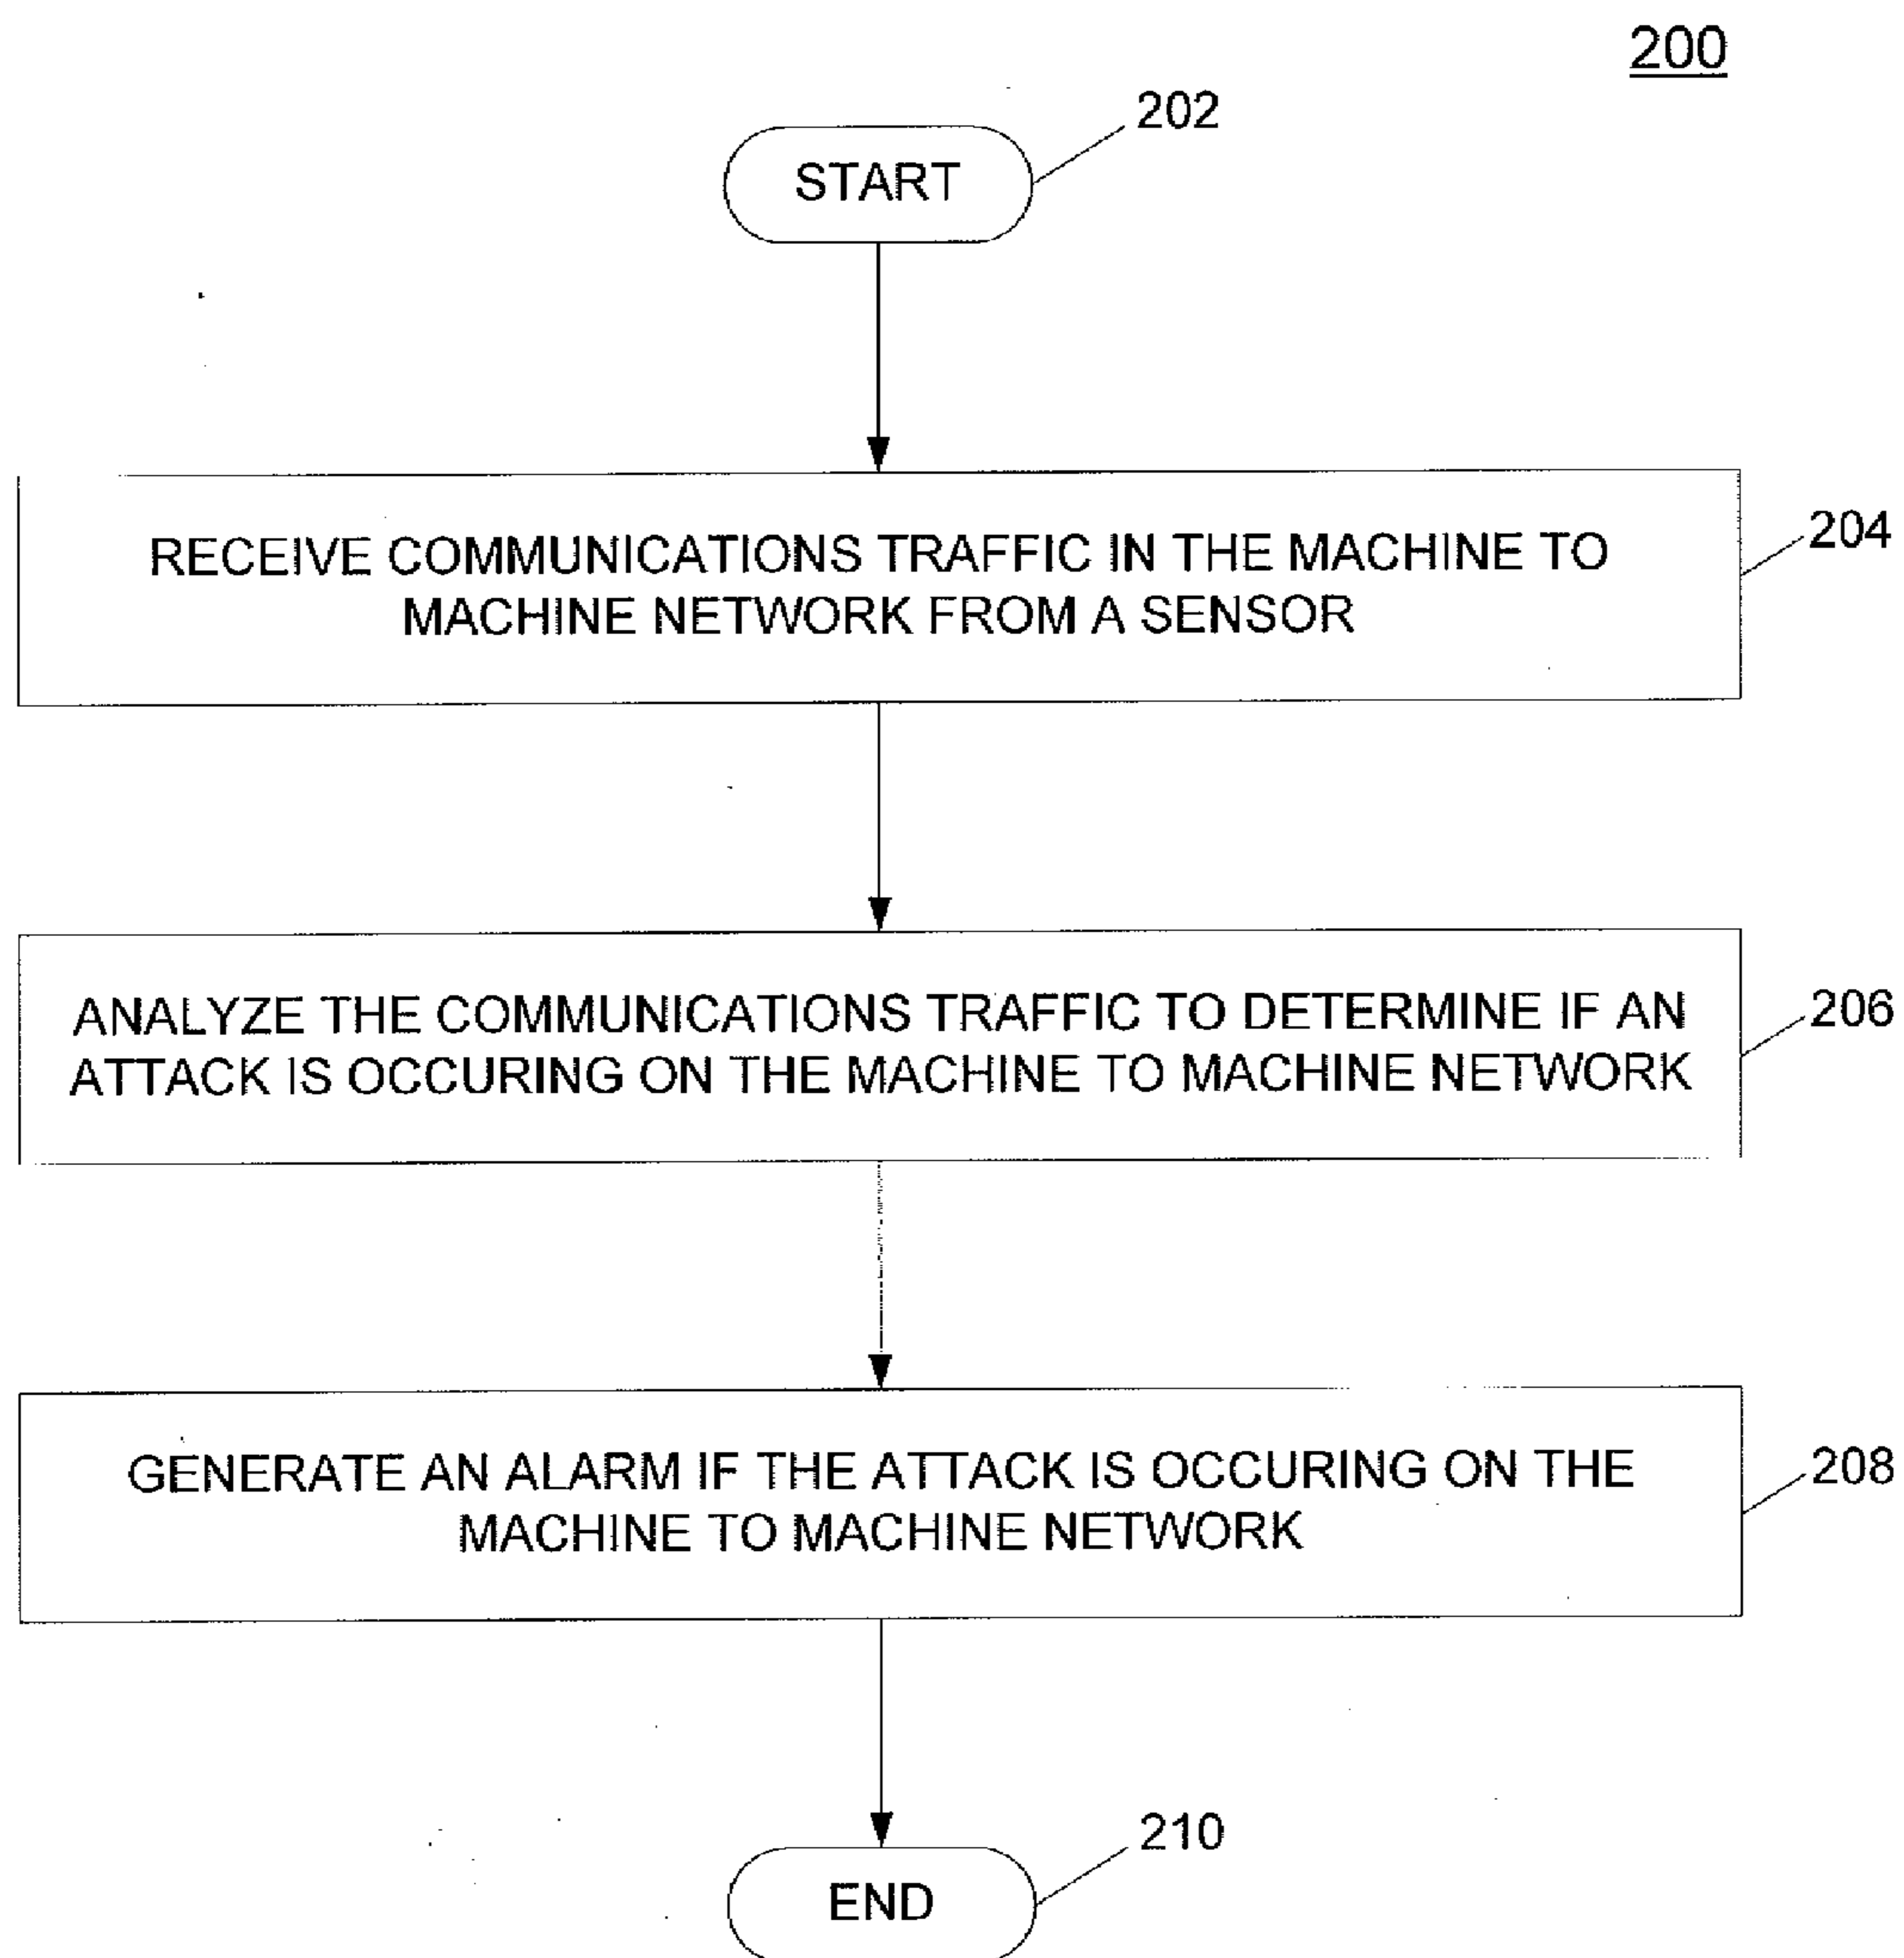 200
202
START
204
RECEIVE COMMUNICATIONS TRAFFIC IN THE MACHINE TO
MACHINE NETWORK FROM A SENSOR
206
ANALYZE THE COMMUNICATIONS TRAFFIC TO DETERMINE IF AN
ATTACK IS OCCURING ON THE MACHINE TO MACHINE NETWORK
208
GENERATE AN ALARM IF THE ATTACK IS OCCURING ON THE
MACHINE TO MACHINE NETWORK
210
END